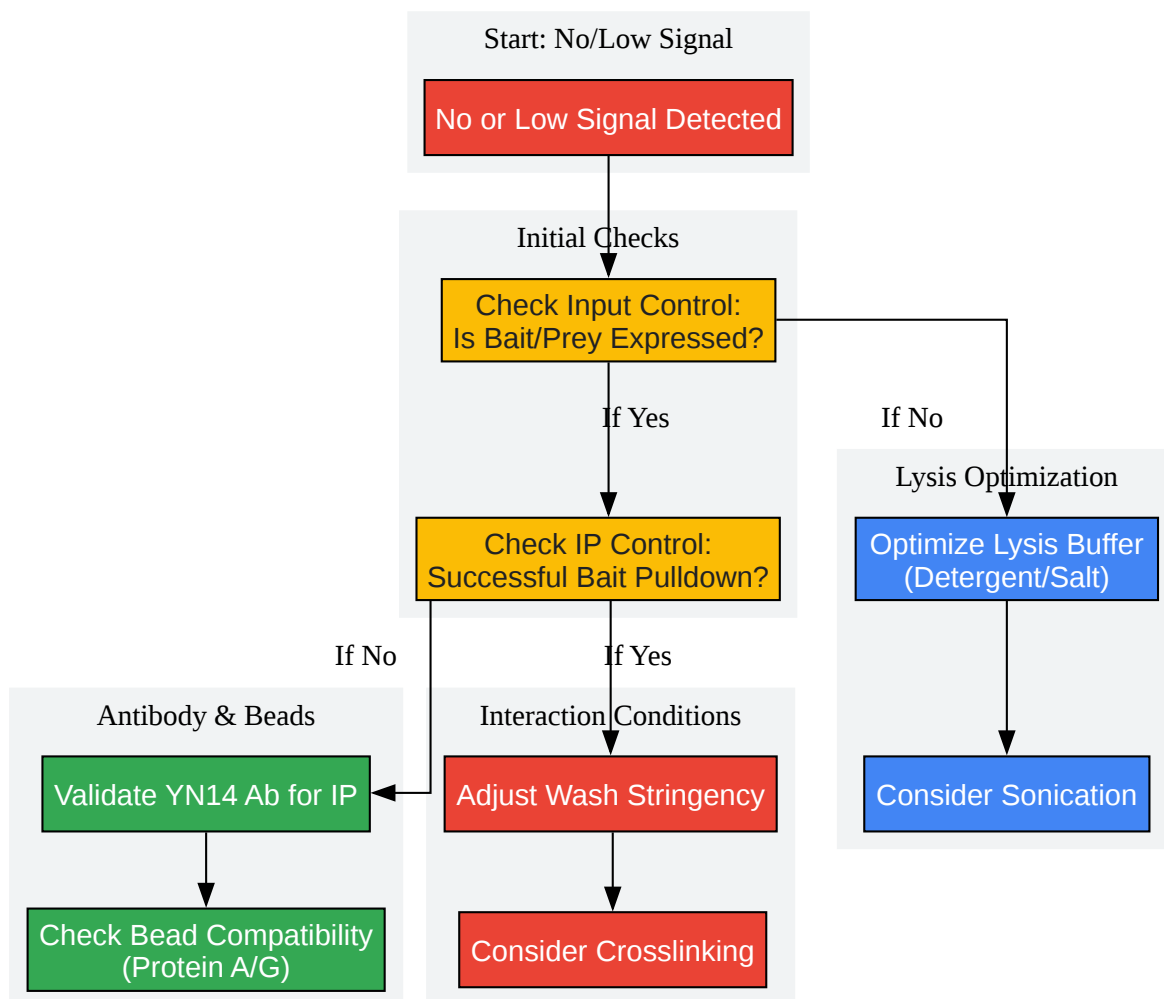 Start: No/Low Signal
No or Low Signal Detected
Initial Checks
Check Input Control:
Is Bait/Prey Expressed?
If Yes
If No
Lysis Optimization
Check IP Control:
Successful Bait Pulldown?
Optimize Lysis Buffer
(Detergent/Salt)
If No
If Yes
Antibody & Beads
Interaction Conditions
Validate YN14 Ab for IP
Adjust Wash Stringency
Consider Sonication
Check Bead Compatibility
(Protein A/G)
Consider Crosslinking